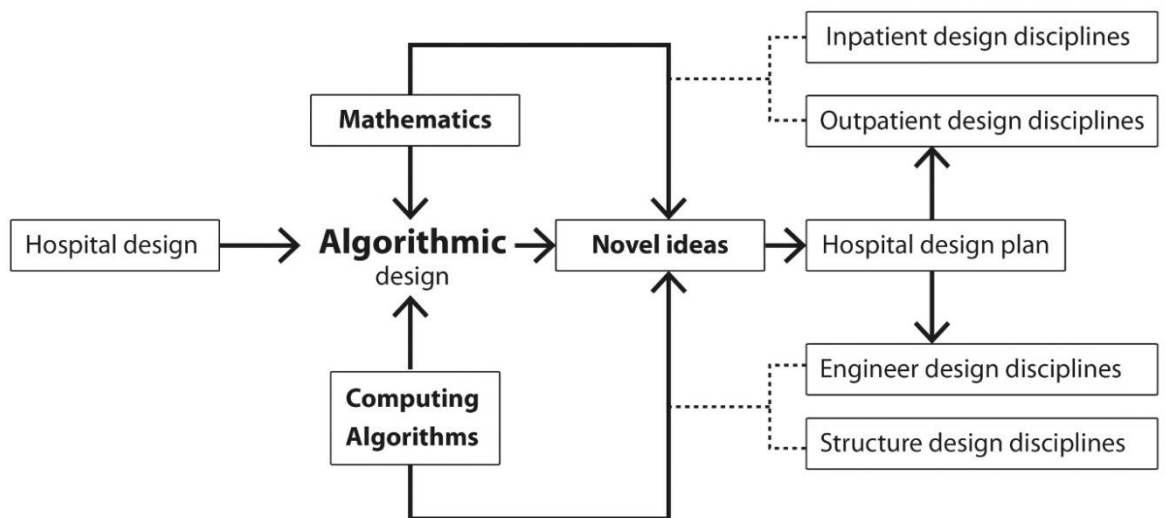 Inpatient design disciplines
Mathematics
Outpatient design disciplines
Hospital design
Algorithmic
design
Novel ideas
Hospital design plan
Computing
Algorithms
Engineer design disciplines
Structure design disciplines